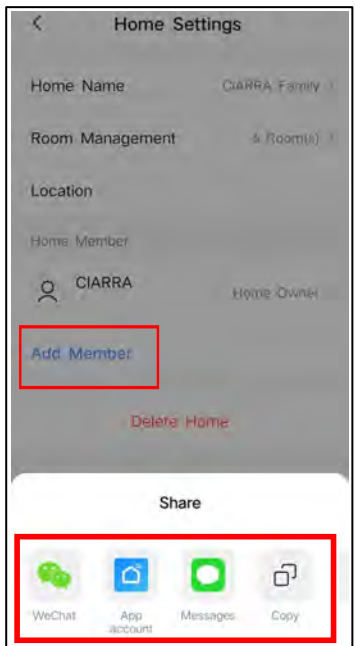 Home Settings
Home Name CIARRA Family
Room Management 6 Room(s)
Location
Home Member
CIARRA
Home Owner
Add Member
Delete Home
Share
WeChat App account Messages Copy